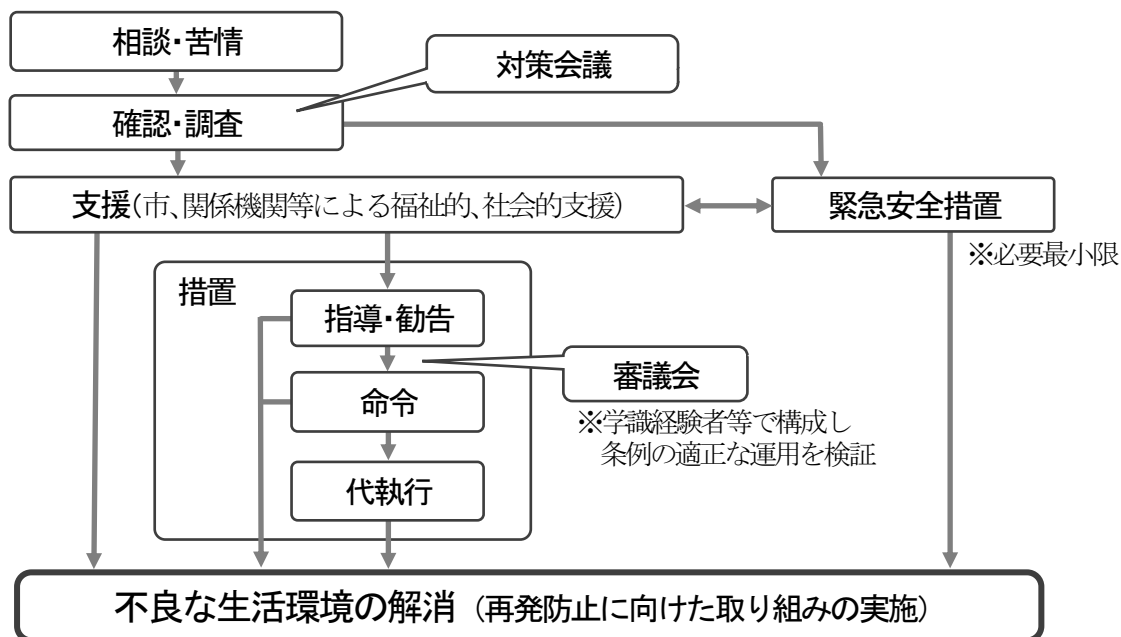 相談・苦情
対策会議
確認・調査
支援(市、関係機関等による福祉的、社会的支援)
緊急安全措置
※必要最小限
措置
指導・勧告
審議会
命令
※学識経験者等で構成し
条例の適正な運用を検証
代執行
不良な生活環境の解消 (再発防止に向けた取り組みの実施)